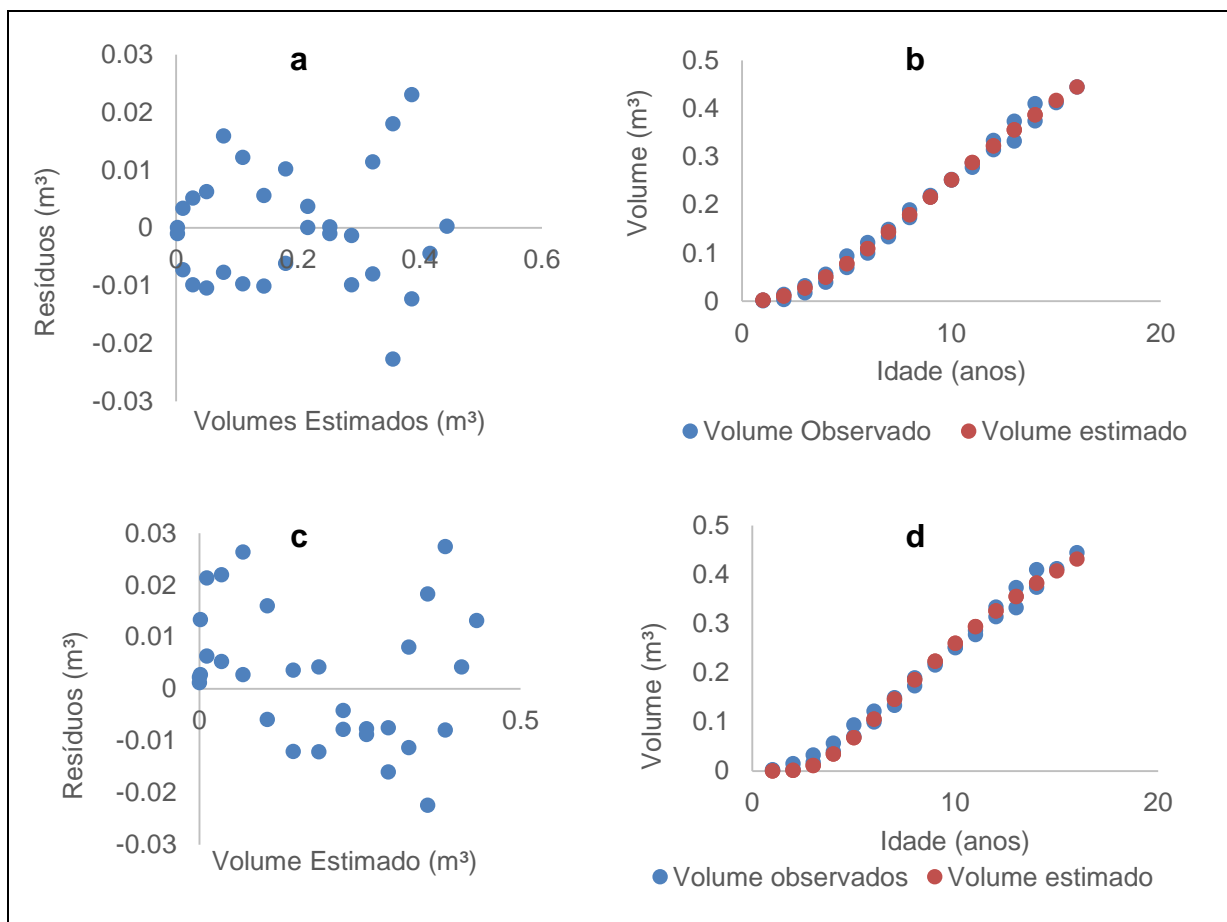 a
0.03
0.02
0.01
0
-0.01
-0.02
-0.03
0
0.2
0.4
0.6
Resíduos (m³)
Volumes Estimados (m³)
b
0.5
0.4
0.3
0.2
0.1
0
0
10
20
Volume (m³)
Idade (anos)
Volume Observado
Volume estimado
c
0.03
0.02
0.01
0
-0.01
-0.02
-0.03
0
0.5
Resíduos (m³)
Volume Estimado (m³)
d
0.5
0.4
0.3
0.2
0.1
0
0
10
20
Volume (m³)
Idade (anos)
Volume observados
Volume estimado